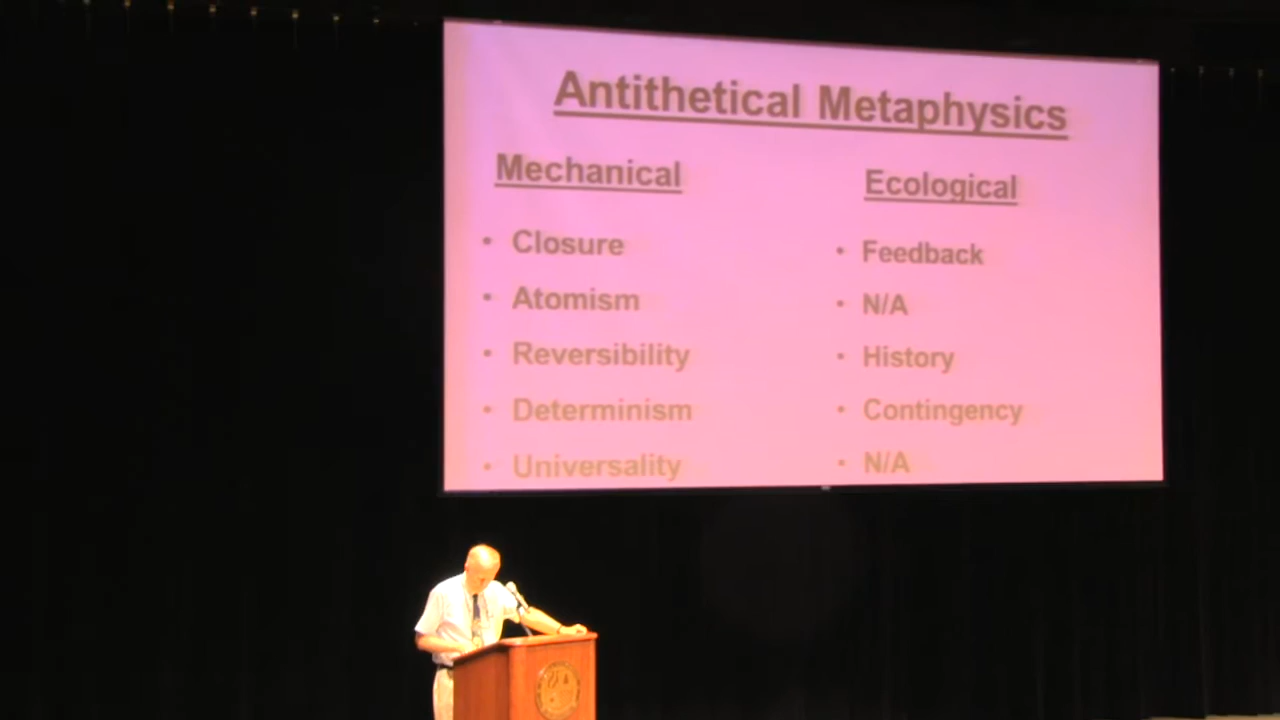 Antithetical Metaphysics
Mechanical
• Closure
• Atomism
• Reversibility
• Determinism
• Universality
Ecological
• Feedback
• N/A
• History
• Contingency
• N/A